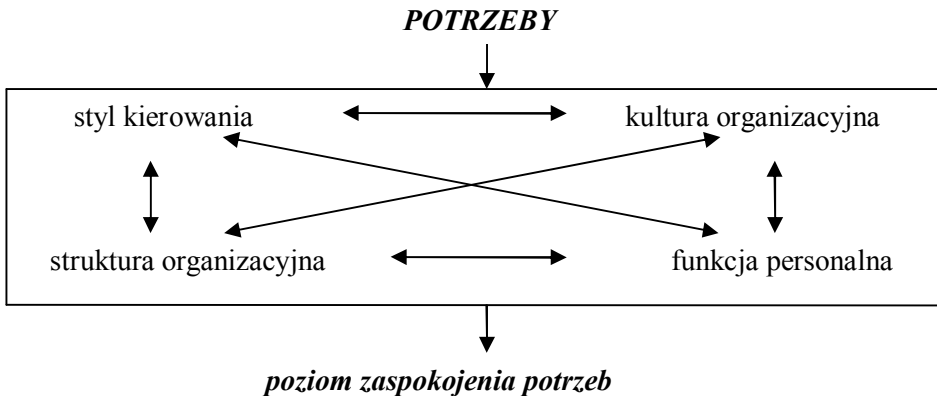 POTRZEBY
styl kierowania kultura organizacyjna
struktura organizacyjna funkcja personalna
poziom zaspokojenia potrzeb